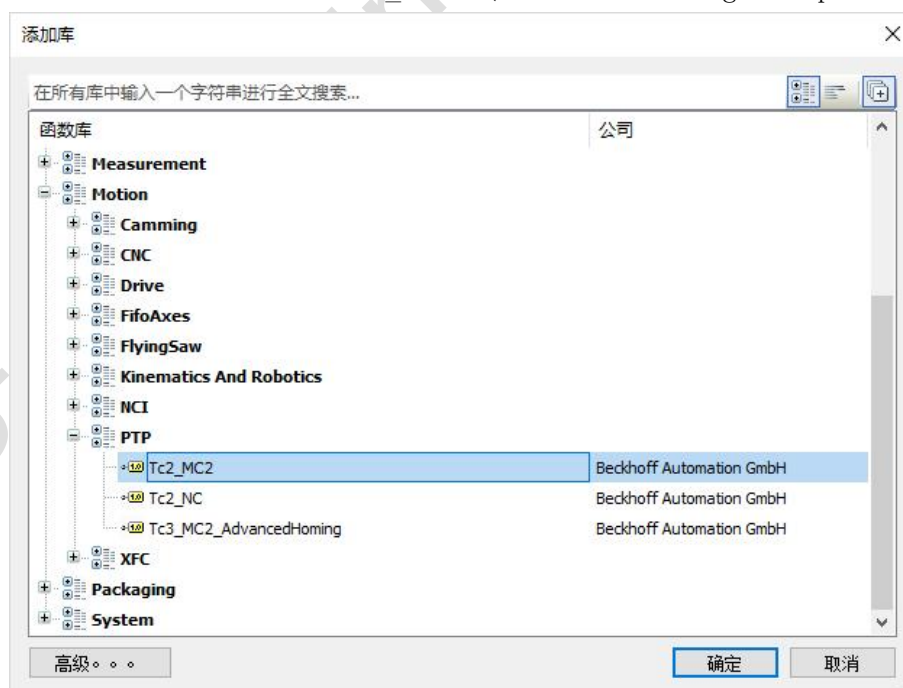 添加库
在所有库中输入一个字符串进行全文搜索...
函数库 公司
Measurement
Motion
Camming
CNC
Drive
FifoAxes
FlyingSaw
Kinematics And Robotics
NCI
PTP
Tc2_MC2 Beckhoff Automation GmbH
Tc2_NC Beckhoff Automation GmbH
Tc3_MC2_AdvancedHoming Beckhoff Automation GmbH
XFC
Packaging
System
高级。。。 确定 取消